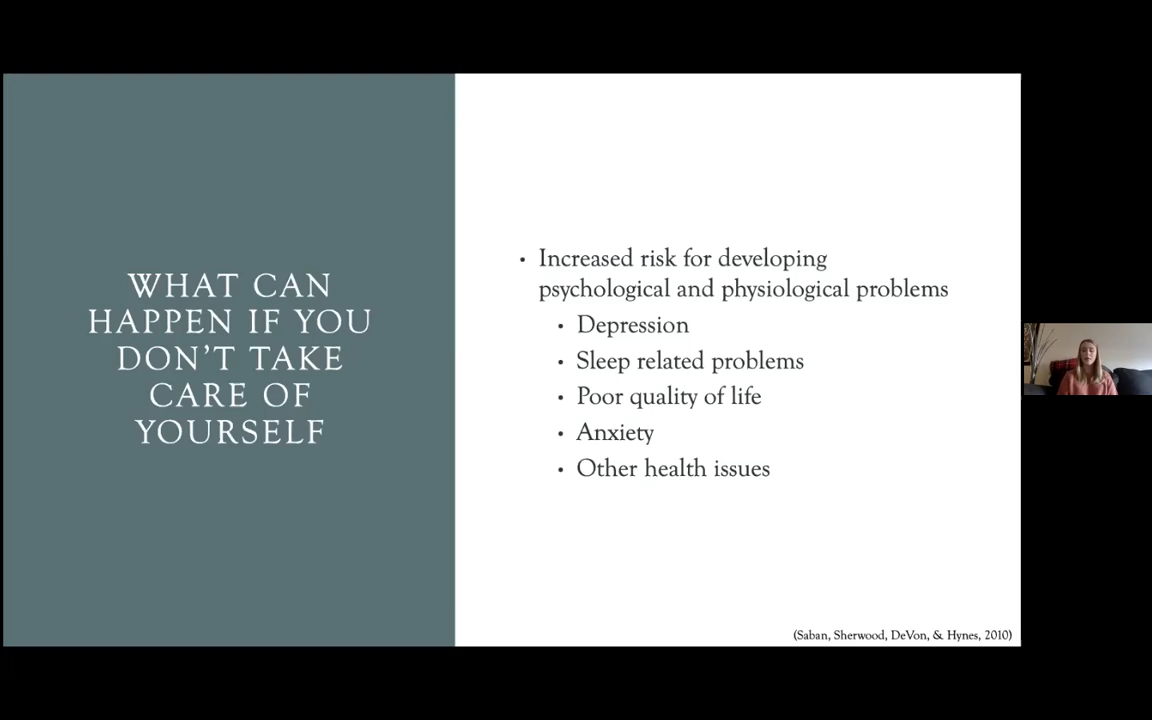 WHAT CAN
HAPPEN IF YOU
DON'T TAKE
CARE OF
YOURSELF
• Increased risk for developing
psychological and physiological problems
• Depression
• Sleep related problems
• Poor quality of life
• Anxiety
• Other health issues
(Saban, Sherwood, DeVon, & Hynes, 2010)